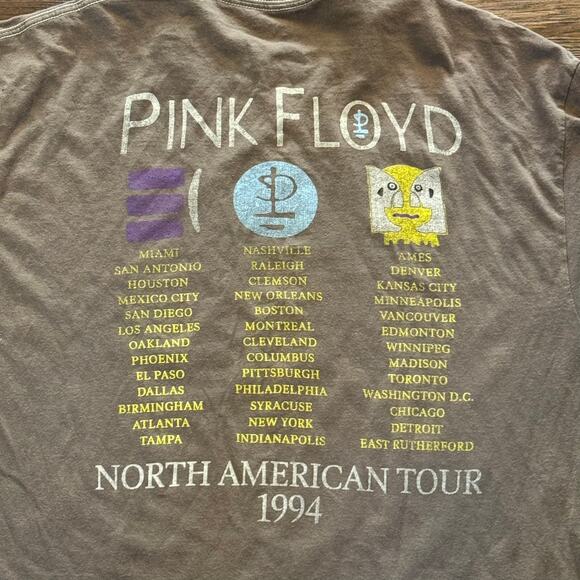 PINK FLOYD
MIAMI
SAN ANTONIO
HOUSTON
MEXICO CITY
SAN DIEGO
LOS ANGELES
OAKLAND
PHOENIX
EL PASO
DALLAS
BIRMINGHAM
ATLANTA
TAMPA
NASHVILLE
RALEIGH
CLEMSON
NEW ORLEANS
BOSTON
MONTREAL
CLEVELAND
COLUMBUS
PITTSBURGH
PHILADELPHIA
SYRACUSE
NEW YORK
INDIANAPOLIS
AMES
DENVER
KANSAS CITY
MINNEAPOLIS
VANCOUVER
EDMONTON
WINNIPEG
MADISON
TORONTO
WASHINGTON D.C.
CHICAGO
DETROIT
EAST RUTHERFORD
NORTH AMERICAN TOUR
1994